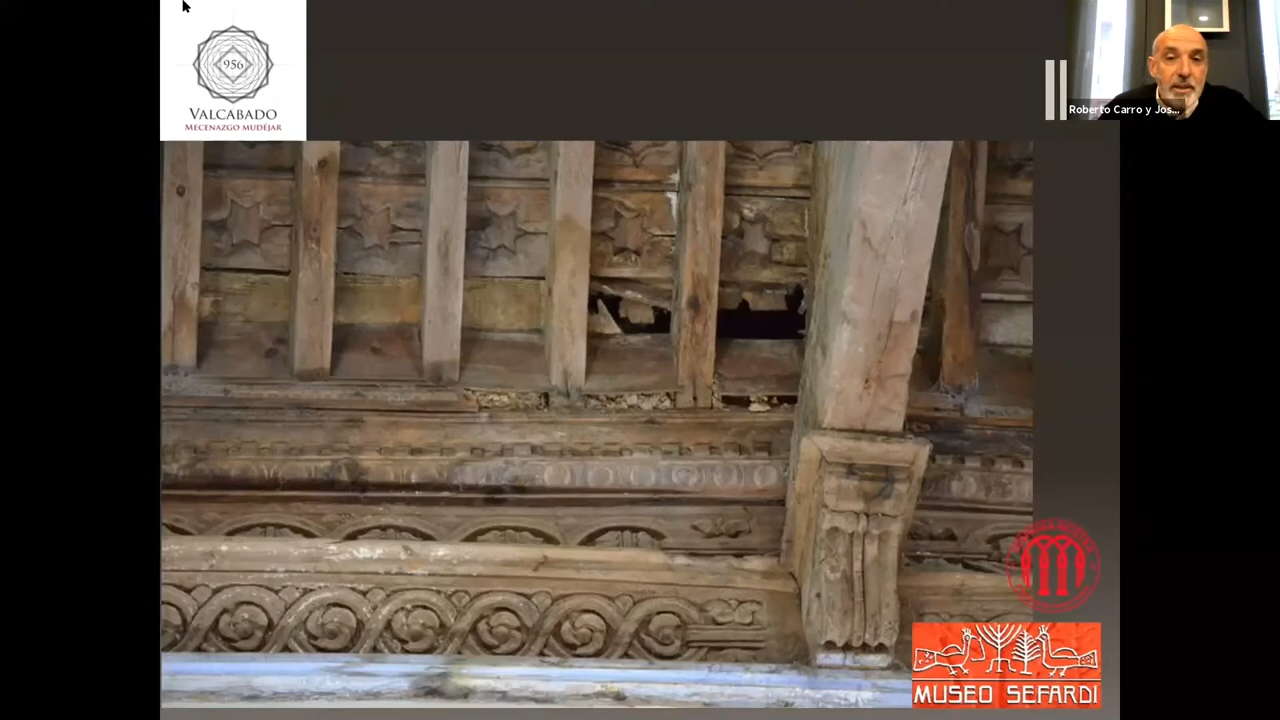 956
VALCABADO
MECENAZGO MUDÉJAR
Roberto Carro y Jos...
MUSEO SEFARDI